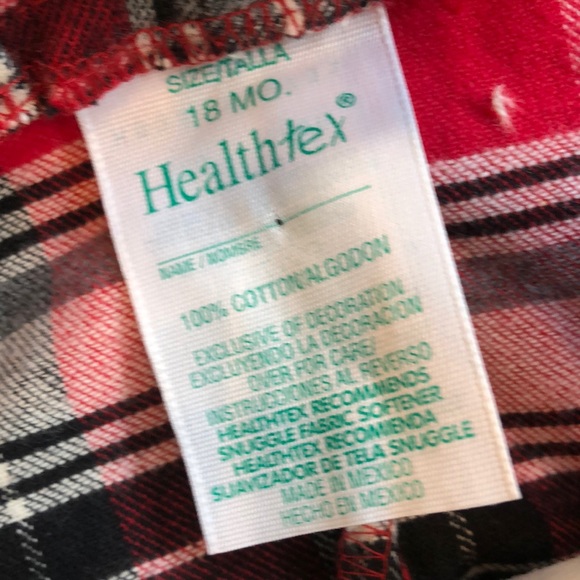 SIZE/TALLA
18 MO.
Healthtex®
NAME / NOMBRE
100% COTTON/ALGODON
EXCLUSIVE OF DECORATION
EXCLUYENDO LA DECORACION
OVER FOR CARE/
INSTRUCCIONES AL REVERSO
HEALTHTEX RECOMMENDS
SNUGGLE FABRIC SOFTENER
HEALTHTEX RECOMIENDA
SUAVIZADOR DE TELA SNUGGLE
MADE IN MEXICO
HECHO EN MEXICO